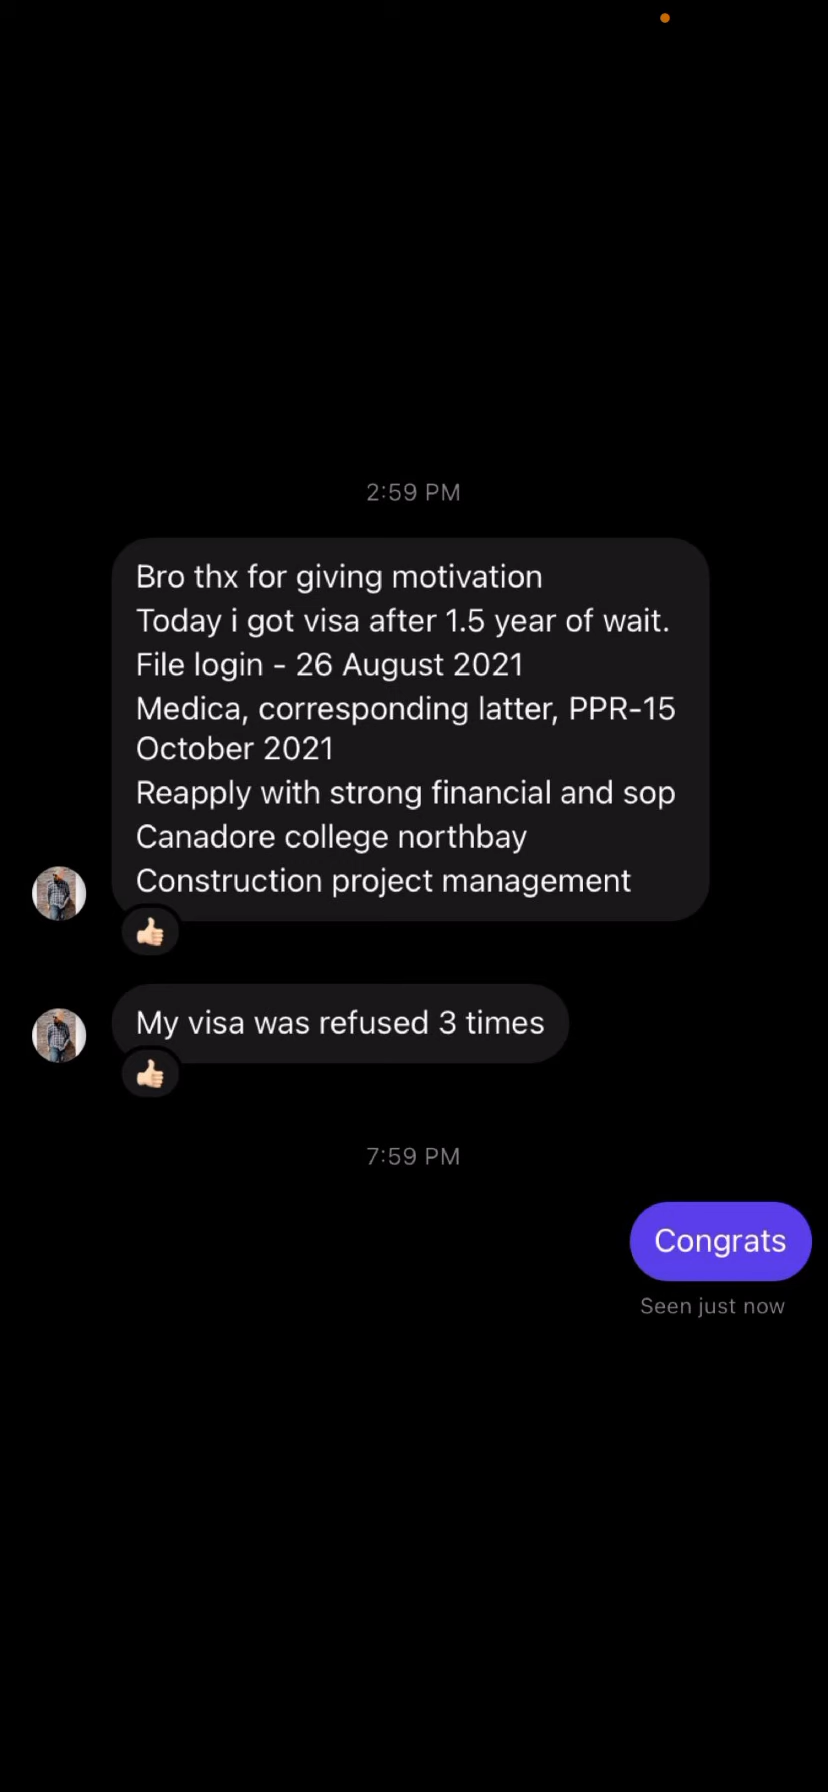 2:59 PM
Bro thx for giving motivation
Today i got visa after 1.5 year of wait.
File login - 26 August 2021
Medica, corresponding latter, PPR-15
October 2021
Reapply with strong financial and sop
Canadore college northbay
Construction project management
My visa was refused 3 times
7:59 PM
Congrats
Seen just now